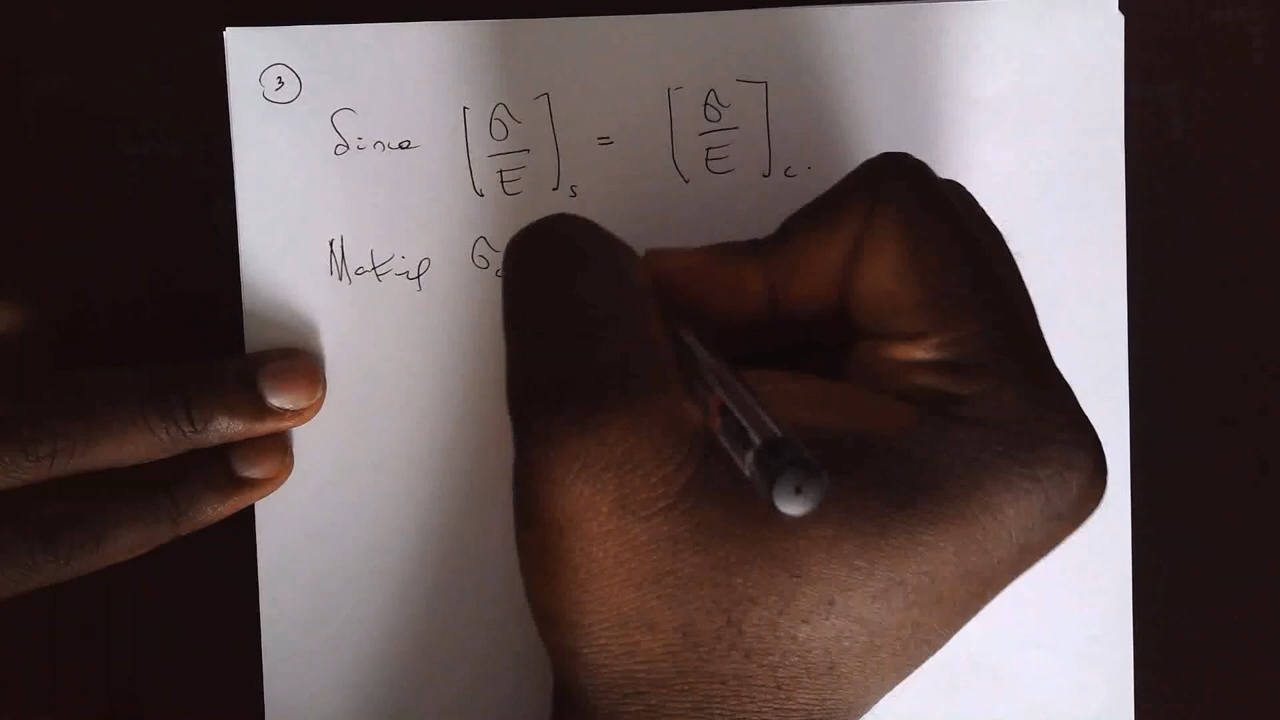 3
Since [σ/E]s = [σ/E]c.
Making σ